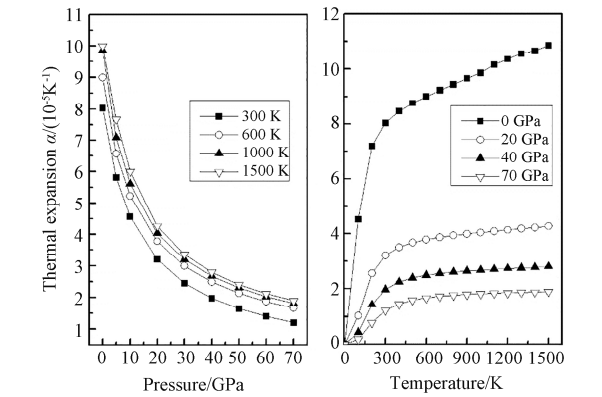 Thermal expansion α/(10⁻⁵K⁻¹)
11
10
9
8
7
6
5
4
3
2
1
300 K
600 K
1000 K
1500 K
0 10 20 30 40 50 60 70
Pressure/GPa
12
10
8
6
4
2
0
0 GPa
20 GPa
40 GPa
70 GPa
0 300 600 900 1200 1500
Temperature/K